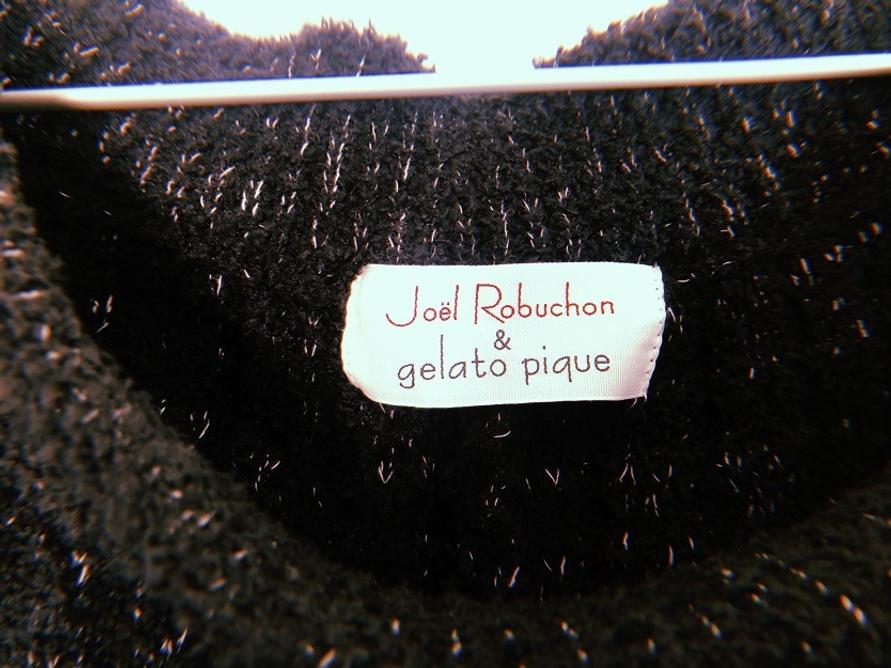 Joël Robuchon
&
gelato pique